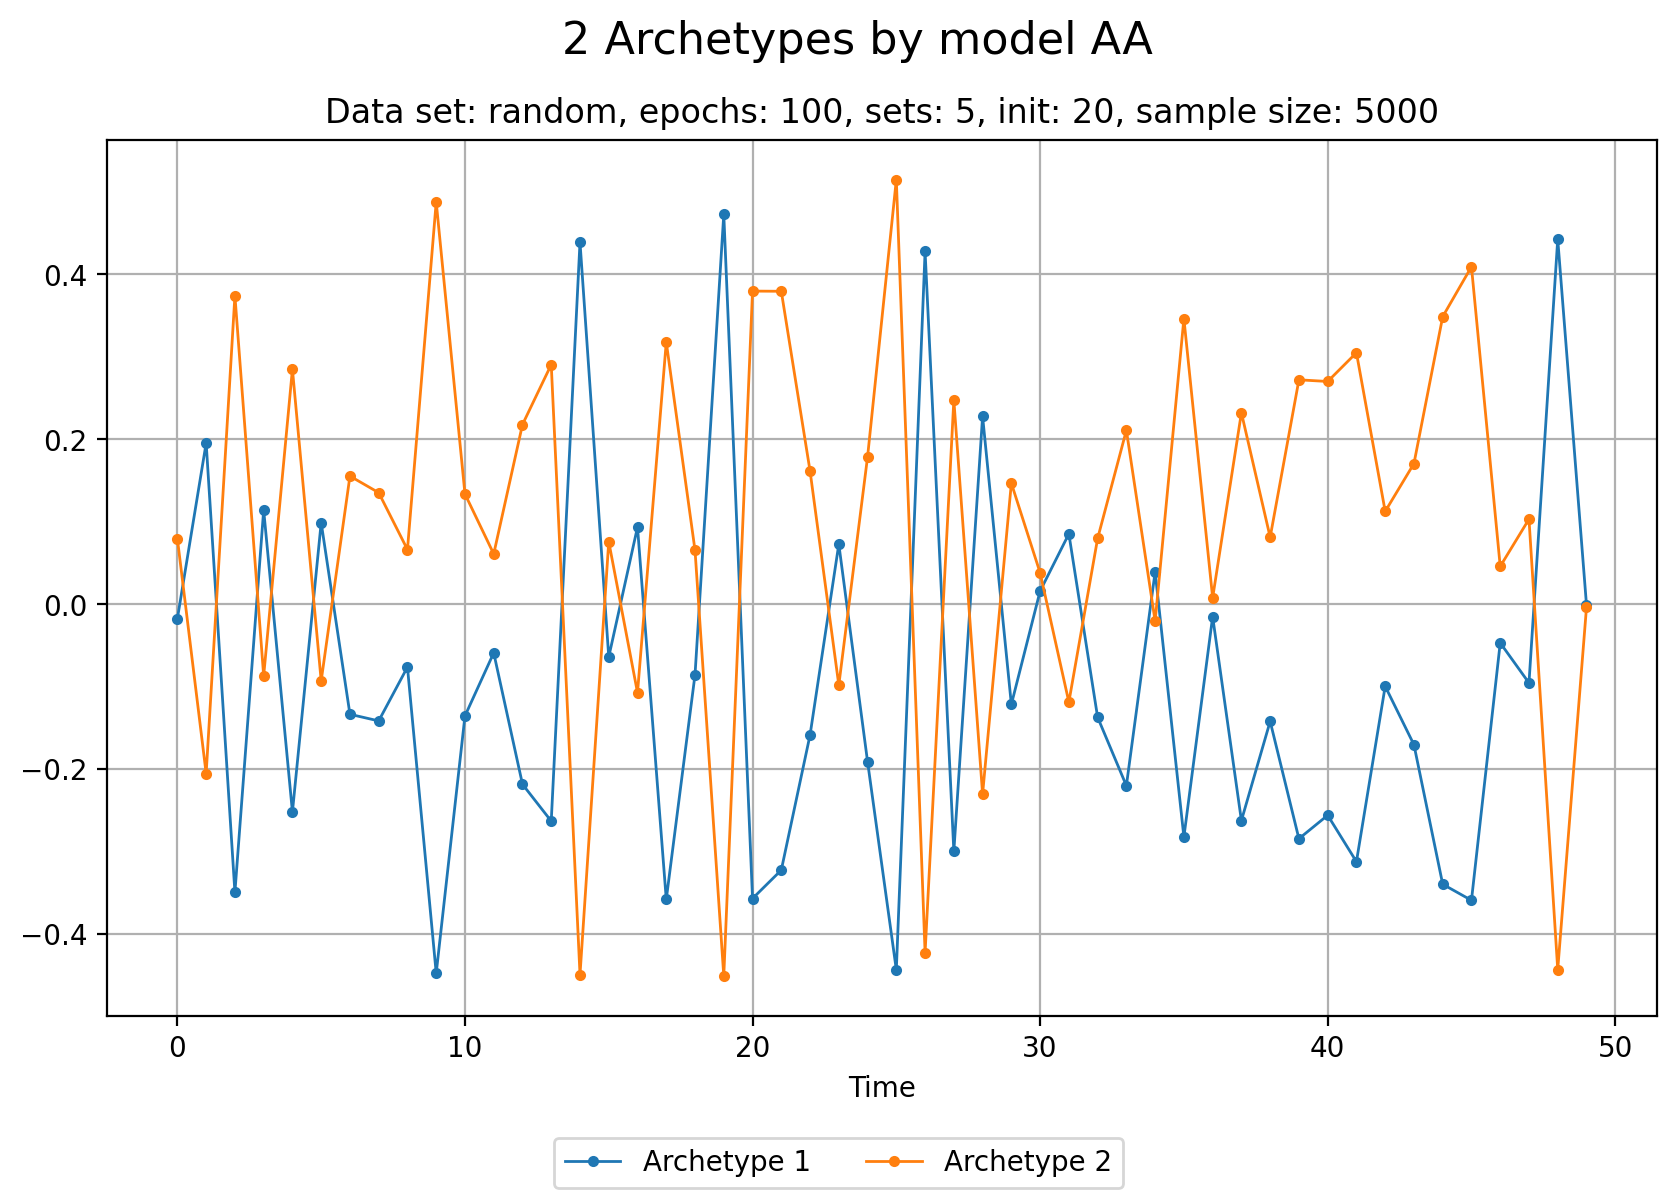 2 Archetypes by model AA
Data set: random, epochs: 100, sets: 5, init: 20, sample size: 5000
0.4
0.2
0.0
−0.2
−0.4
0 10 20 30 40 50
Time
Archetype 1 Archetype 2